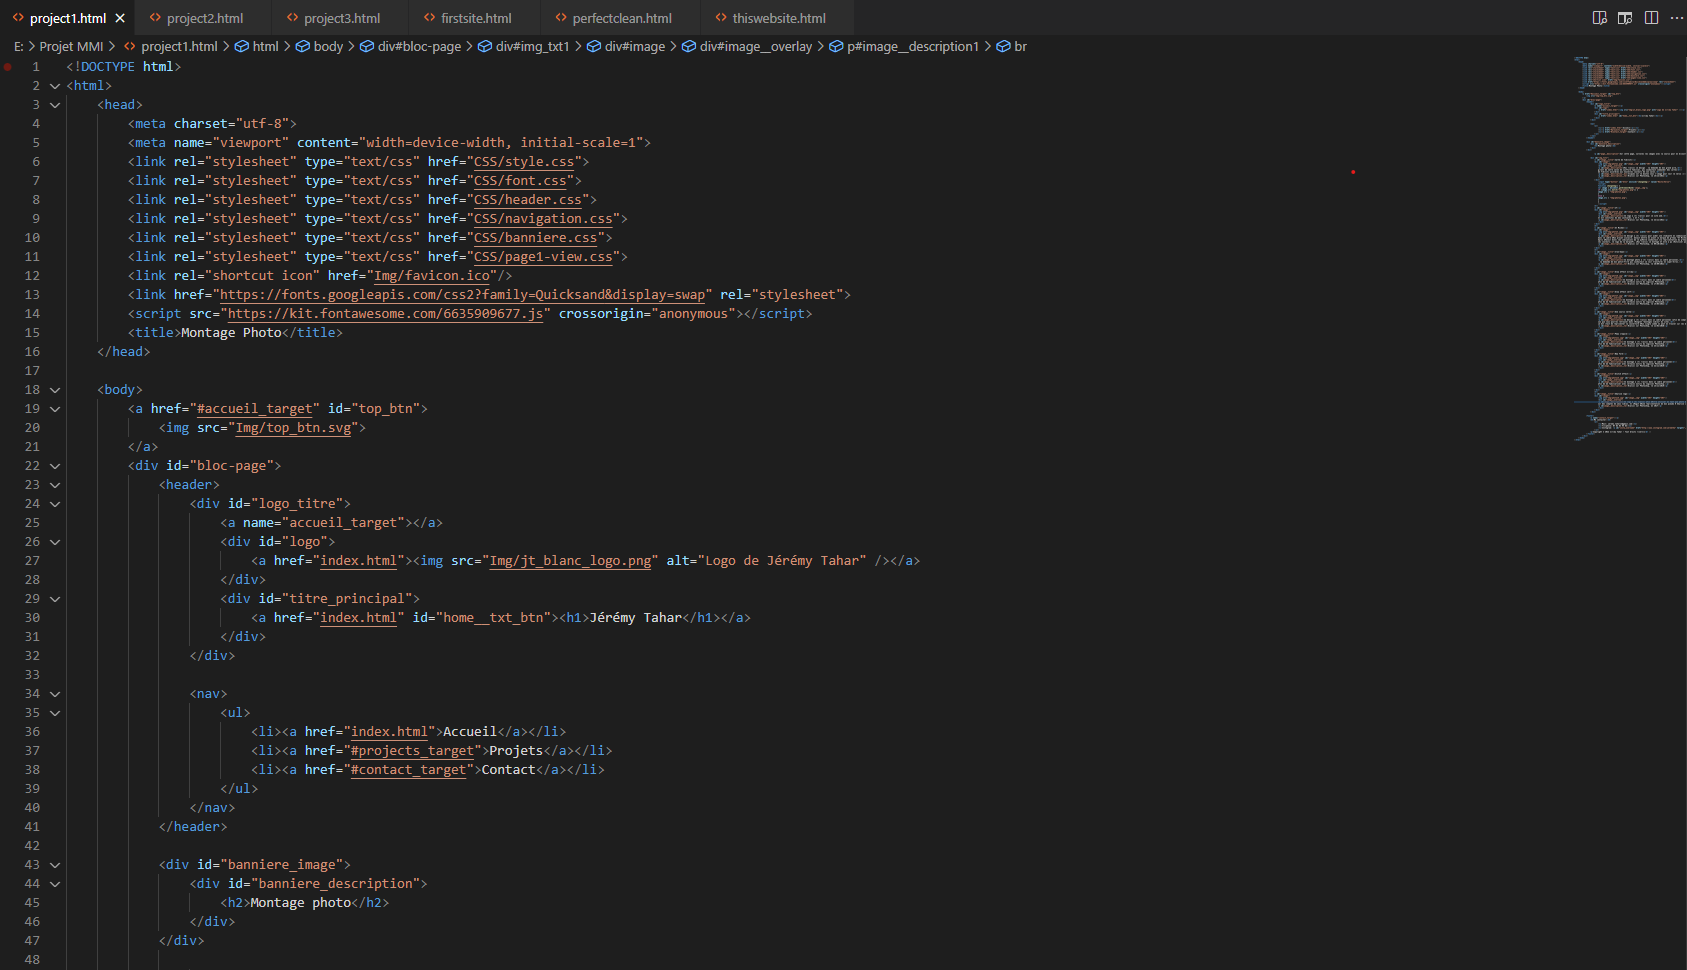 project1.html project2.html project3.html firstsite.html perfectclean.html thiswebsite.html
E: > Projet MMI > project1.html > html > body > div#bloc-page > div#img_txt1 > div#image > div#image__overlay > p#image__description1 > br
1 <!DOCTYPE html>
2 <html>
3 <head>
4 <meta charset="utf-8">
5 <meta name="viewport" content="width=device-width, initial-scale=1">
6 <link rel="stylesheet" type="text/css" href="CSS/style.css">
7 <link rel="stylesheet" type="text/css" href="CSS/font.css">
8 <link rel="stylesheet" type="text/css" href="CSS/header.css">
9 <link rel="stylesheet" type="text/css" href="CSS/navigation.css">
10 <link rel="stylesheet" type="text/css" href="CSS/banniere.css">
11 <link rel="stylesheet" type="text/css" href="CSS/page1-view.css">
12 <link rel="shortcut icon" href="Img/favicon.ico"/>
13 <link href="https://fonts.googleapis.com/css2?family=Quicksand&display=swap" rel="stylesheet">
14 <script src="https://kit.fontawesome.com/6635909677.js" crossorigin="anonymous"></script>
15 <title>Montage Photo</title>
16 </head>
17
18 <body>
19 <a href="#accueil_target" id="top_btn">
20 <img src="Img/top_btn.svg">
21 </a>
22 <div id="bloc-page">
23 <header>
24 <div id="logo_titre">
25 <a name="accueil_target"></a>
26 <div id="logo">
27 <a href="index.html"><img src="Img/jt_blanc_logo.png" alt="Logo de Jérémy Tahar" /></a>
28 </div>
29 <div id="titre_principal">
30 <a href="index.html" id="home__txt_btn"><h1>Jérémy Tahar</h1></a>
31 </div>
32 </div>
33
34 <nav>
35 <ul>
36 <li><a href="index.html">Accueil</a></li>
37 <li><a href="#projects_target">Projets</a></li>
38 <li><a href="#contact_target">Contact</a></li>
39 </ul>
40 </nav>
41 </header>
42
43 <div id="banniere_image">
44 <div id="banniere_description">
45 <h2>Montage photo</h2>
46 </div>
47 </div>
48